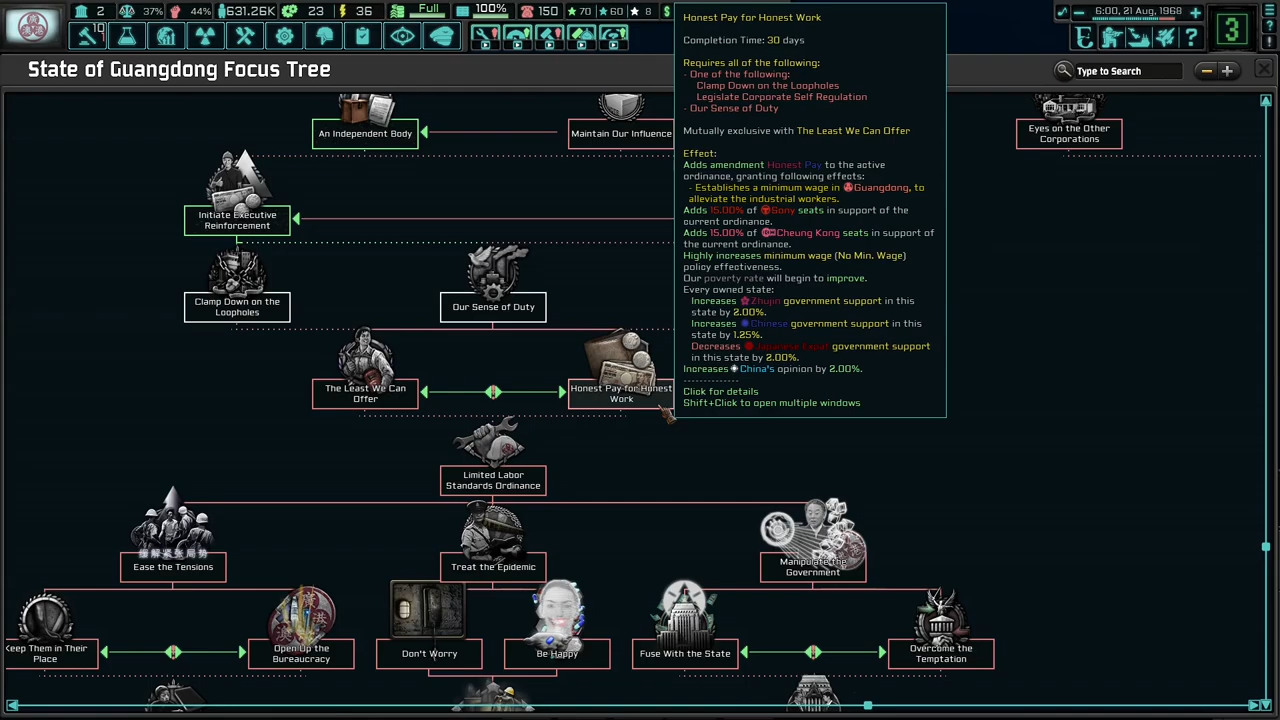 2
37%
44%
631.26K
23
36
Full
100%
150
70
60
8
$
6:00, 21 Aug, 1968
3
10
State of Guangdong Focus Tree
Type to Search
Honest Pay for Honest Work
Completion Time: 30 days
Requires all of the following:
- One of the following:
Clamp Down on the Loopholes
Legislate Corporate Self Regulation
- Our Sense of Duty
Mutually exclusive with The Least We Can Offer
Effect:
Adds amendment Honest Pay to the active
ordinance, granting following effects:
- Establishes a minimum wage in Guangdong, to
alleviate the industrial workers.
Adds 15.00% of Sony seats in support of the
current ordinance.
Adds 15.00% of Cheung Kong seats in support of
the current ordinance.
Highly increases minimum wage (No Min. Wage)
policy effectiveness.
Our poverty rate will begin to improve.
Every owned state:
Increases Zhujin government support in this
state by 2.00%.
Increases Chinese government support in this
state by 1.25%.
Decreases Japanese Expat government support
in this state by 2.00%.
Increases China's opinion by 2.00%.
--------------
Click for details
Shift+Click to open multiple windows
An Independent Body
Maintain Our Influence
Eyes on the Other
Corporations
Initiate Executive
Reinforcement
Clamp Down on the
Loopholes
Our Sense of Duty
The Least We Can
Offer
Honest Pay for Honest
Work
Limited Labor
Standards Ordinance
Ease the Tensions
Treat the Epidemic
Manipulate the
Government
Keep Them in Their
Place
Open Up the
Bureaucracy
Don't Worry
Be Happy
Fuse With the State
Overcome the
Temptation